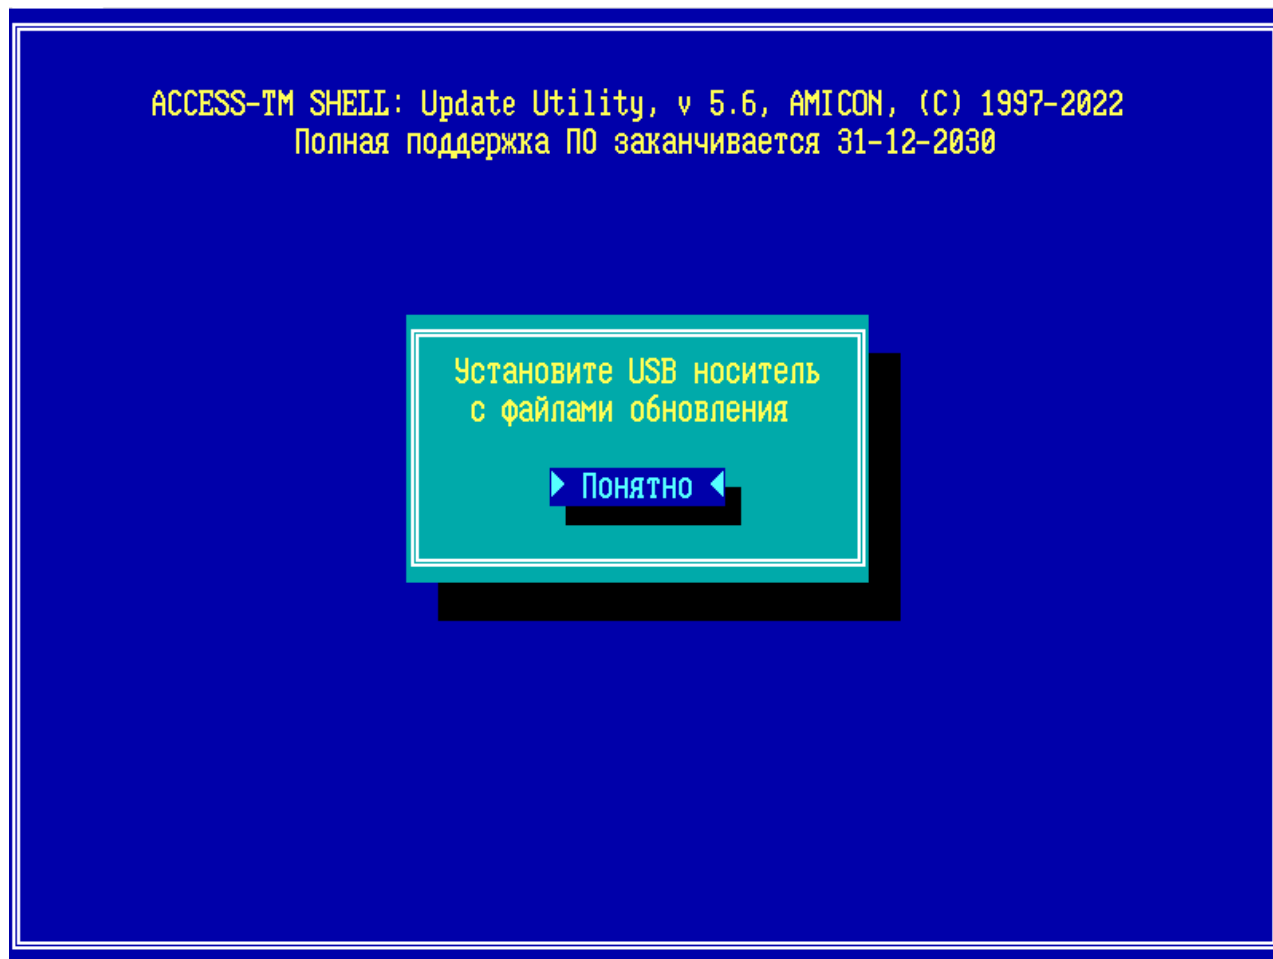 ACCESS-TM SHELL: Update Utility, v 5.6, AMICON, (C) 1997-2022
Полная поддержка ПО заканчивается 31-12-2030
Установите USB носитель
с файлами обновления
Понятно